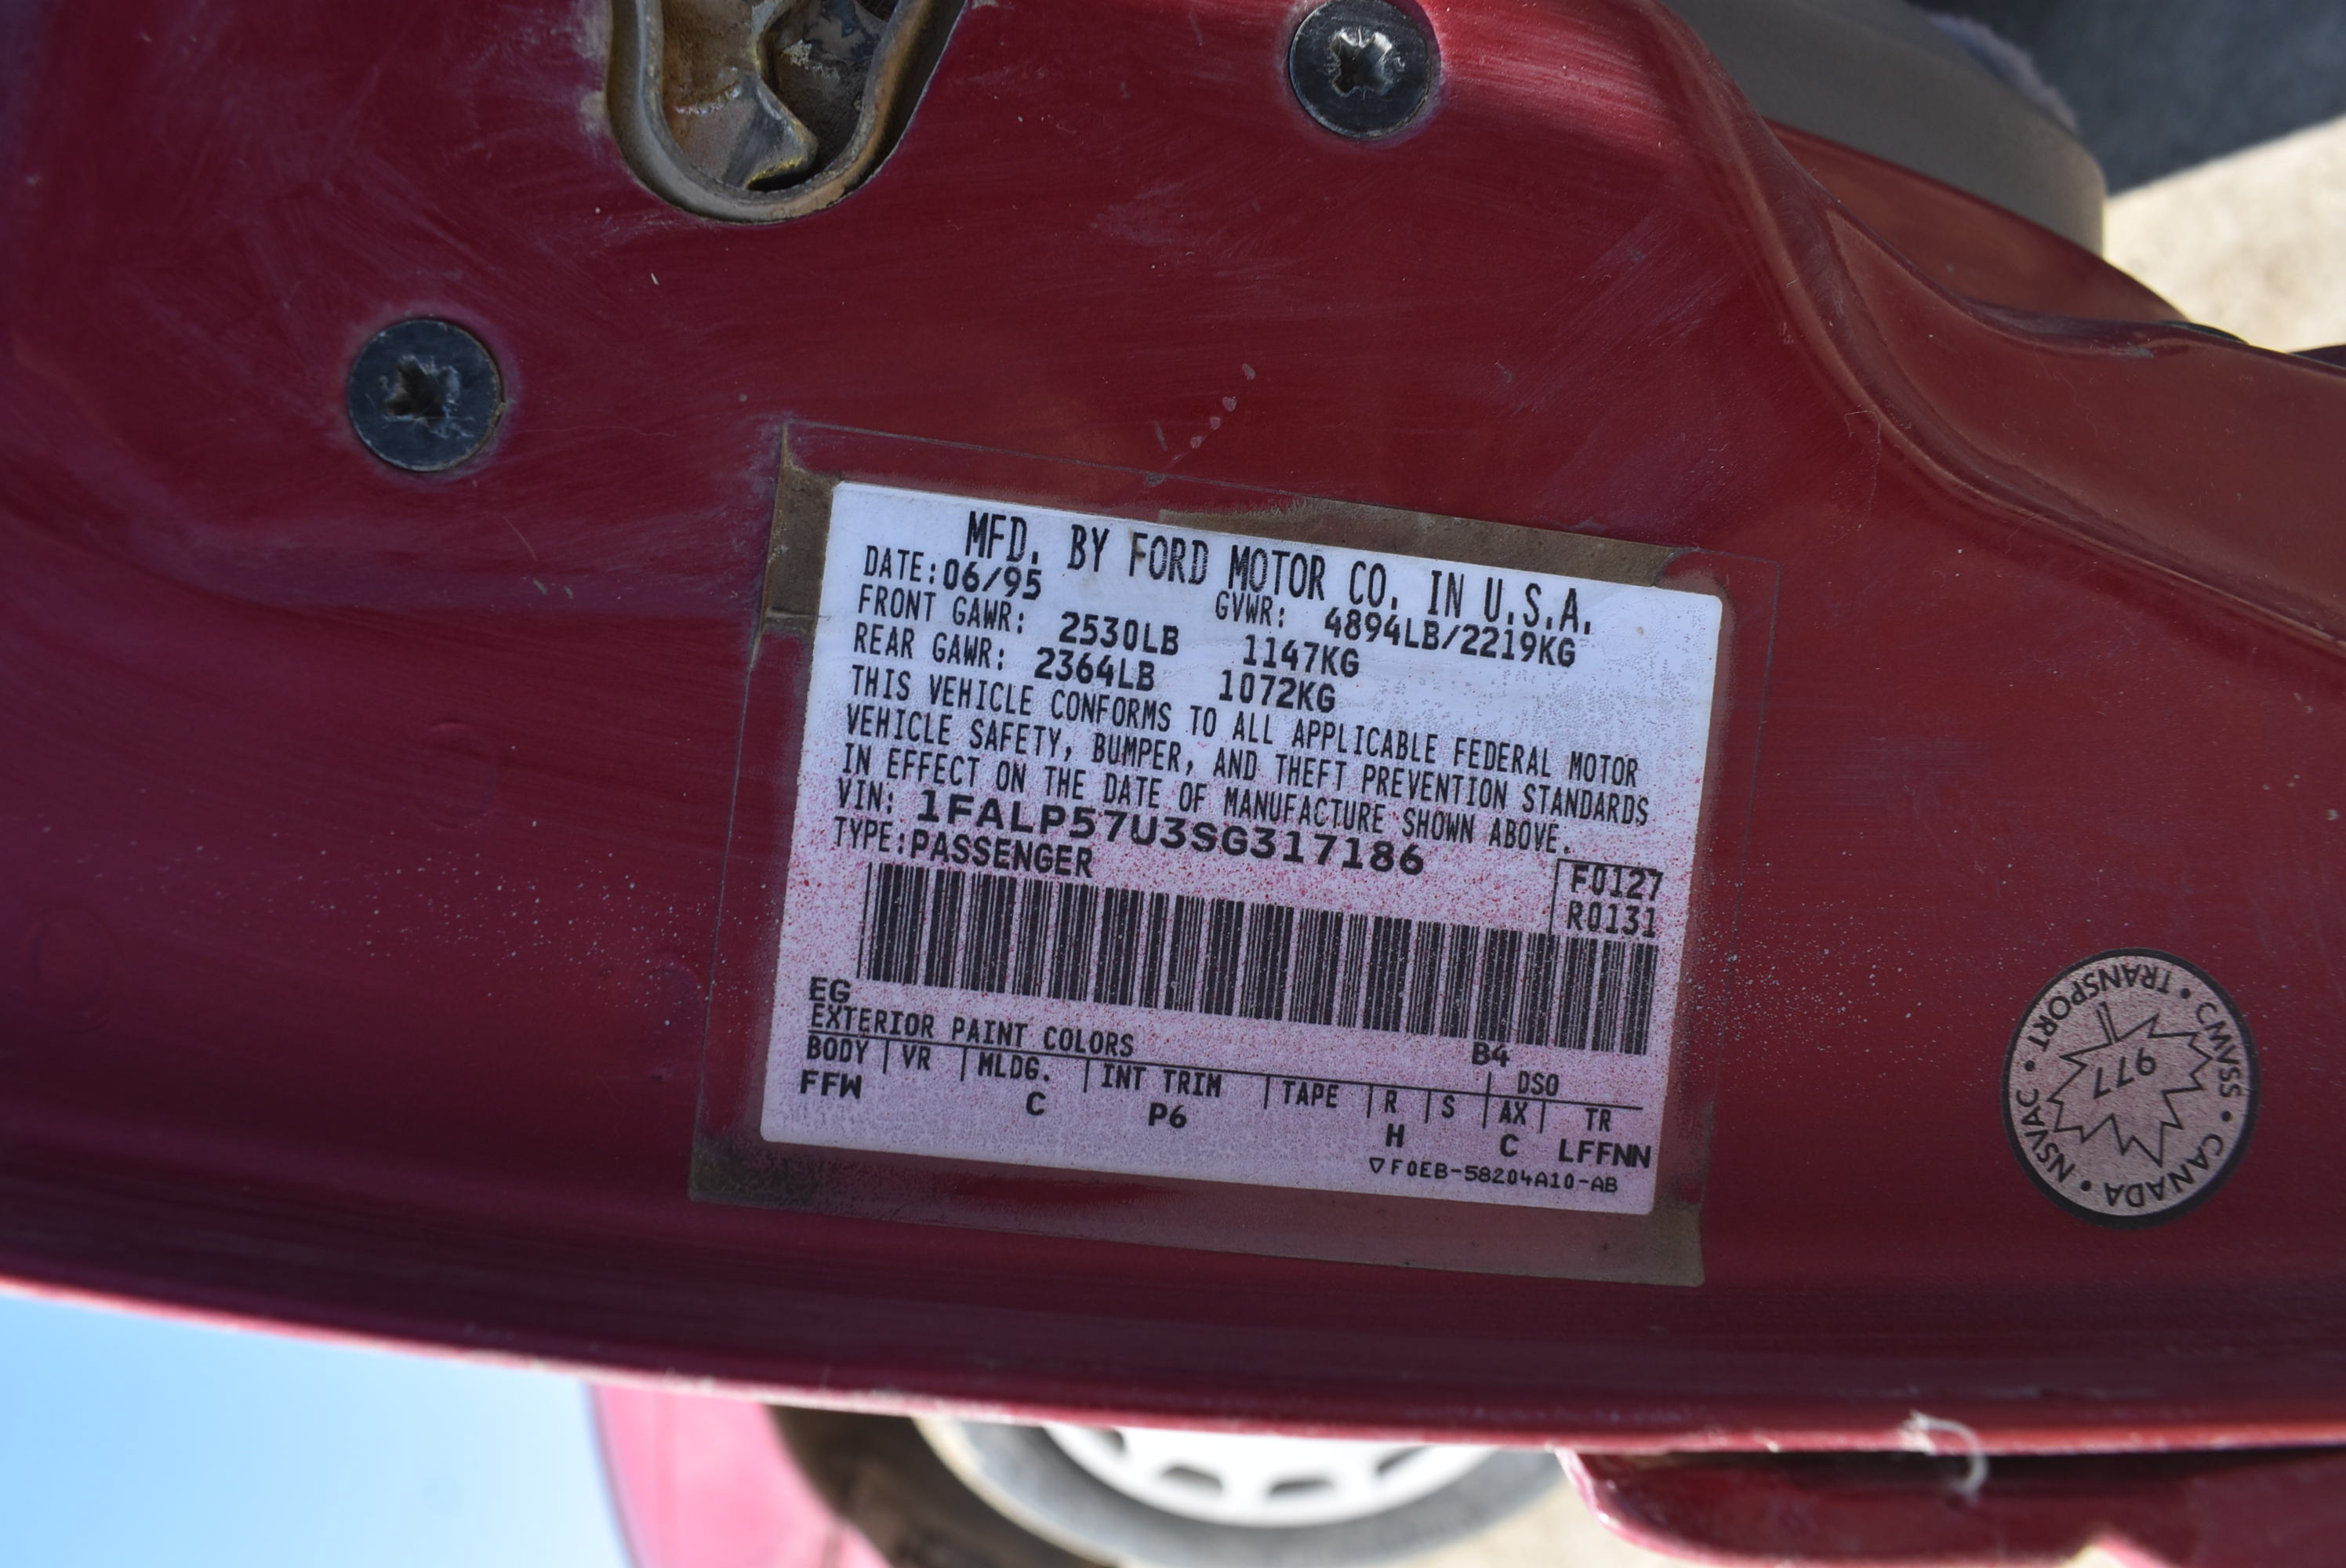 MFD. BY FORD MOTOR CO. IN U.S.A.
DATE:06/95 GVWR: 4894LB/2219KG
FRONT GAWR: 2530LB 1147KG
REAR GAWR: 2364LB 1072KG
THIS VEHICLE CONFORMS TO ALL APPLICABLE FEDERAL MOTOR
VEHICLE SAFETY, BUMPER, AND THEFT PREVENTION STANDARDS
IN EFFECT ON THE DATE OF MANUFACTURE SHOWN ABOVE.
VIN: 1FALP57U3SG317186
TYPE:PASSENGER
F0127
R0131
EG
EXTERIOR PAINT COLORS B4 DSO
BODY VR MLDG. INT TRIM TAPE R S AX TR
FFW C P6 H C LFFNN
F0EB-58204A10-AB
NSVAC • TRANSPORT • CMVSS • CANADA •
977